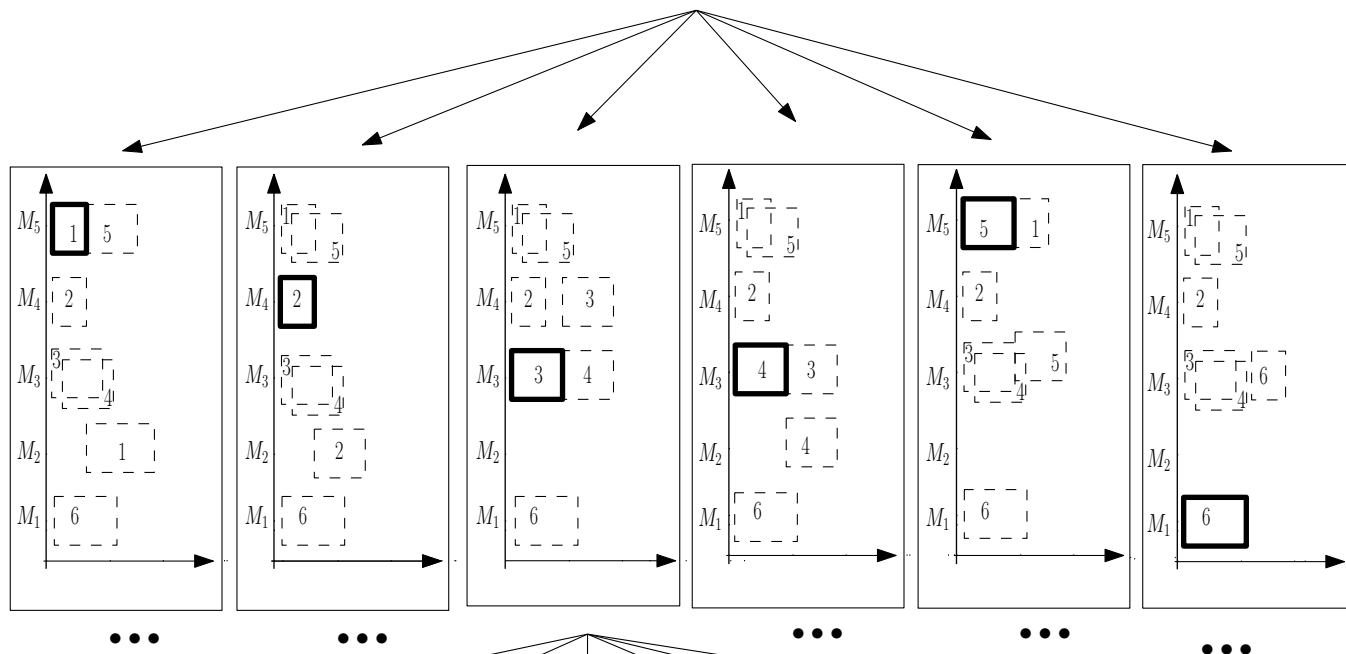 M₅ 1 5
M₄ 2
M₃ 3 4
M₂ 1
M₁ 6
M₅ 1 5
M₄ 2
M₃ 3 4
M₂ 2
M₁ 6
M₅ 1 5
M₄ 2 3
M₃ 3 4
M₂
M₁ 6
M₅ 1 5
M₄ 2
M₃ 4 3
M₂ 4
M₁ 6
M₅ 5 1
M₄ 2
M₃ 3 4 5
M₂
M₁ 6
M₅ 1 5
M₄ 2
M₃ 3 4 6
M₂
M₁ 6